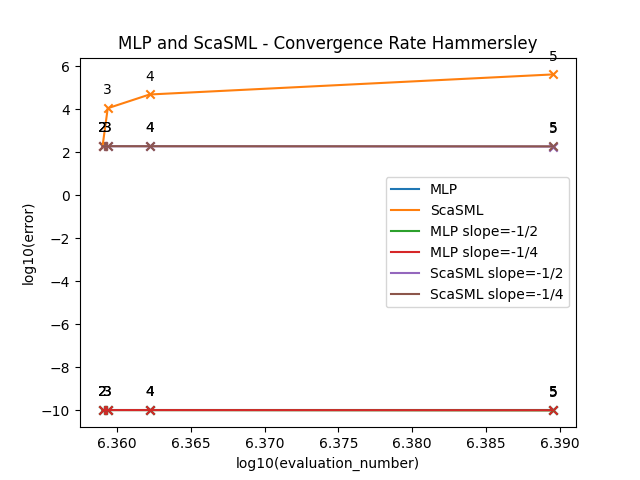 MLP and ScaSML - Convergence Rate Hammersley
5
4
3
2 3 4 5
MLP
ScaSML
MLP slope=-1/2
MLP slope=-1/4
ScaSML slope=-1/2
ScaSML slope=-1/4
2 3 4 5
6
4
2
0
−2
−4
−6
−8
−10
log10(error)
6.360 6.365 6.370 6.375 6.380 6.385 6.390
log10(evaluation_number)